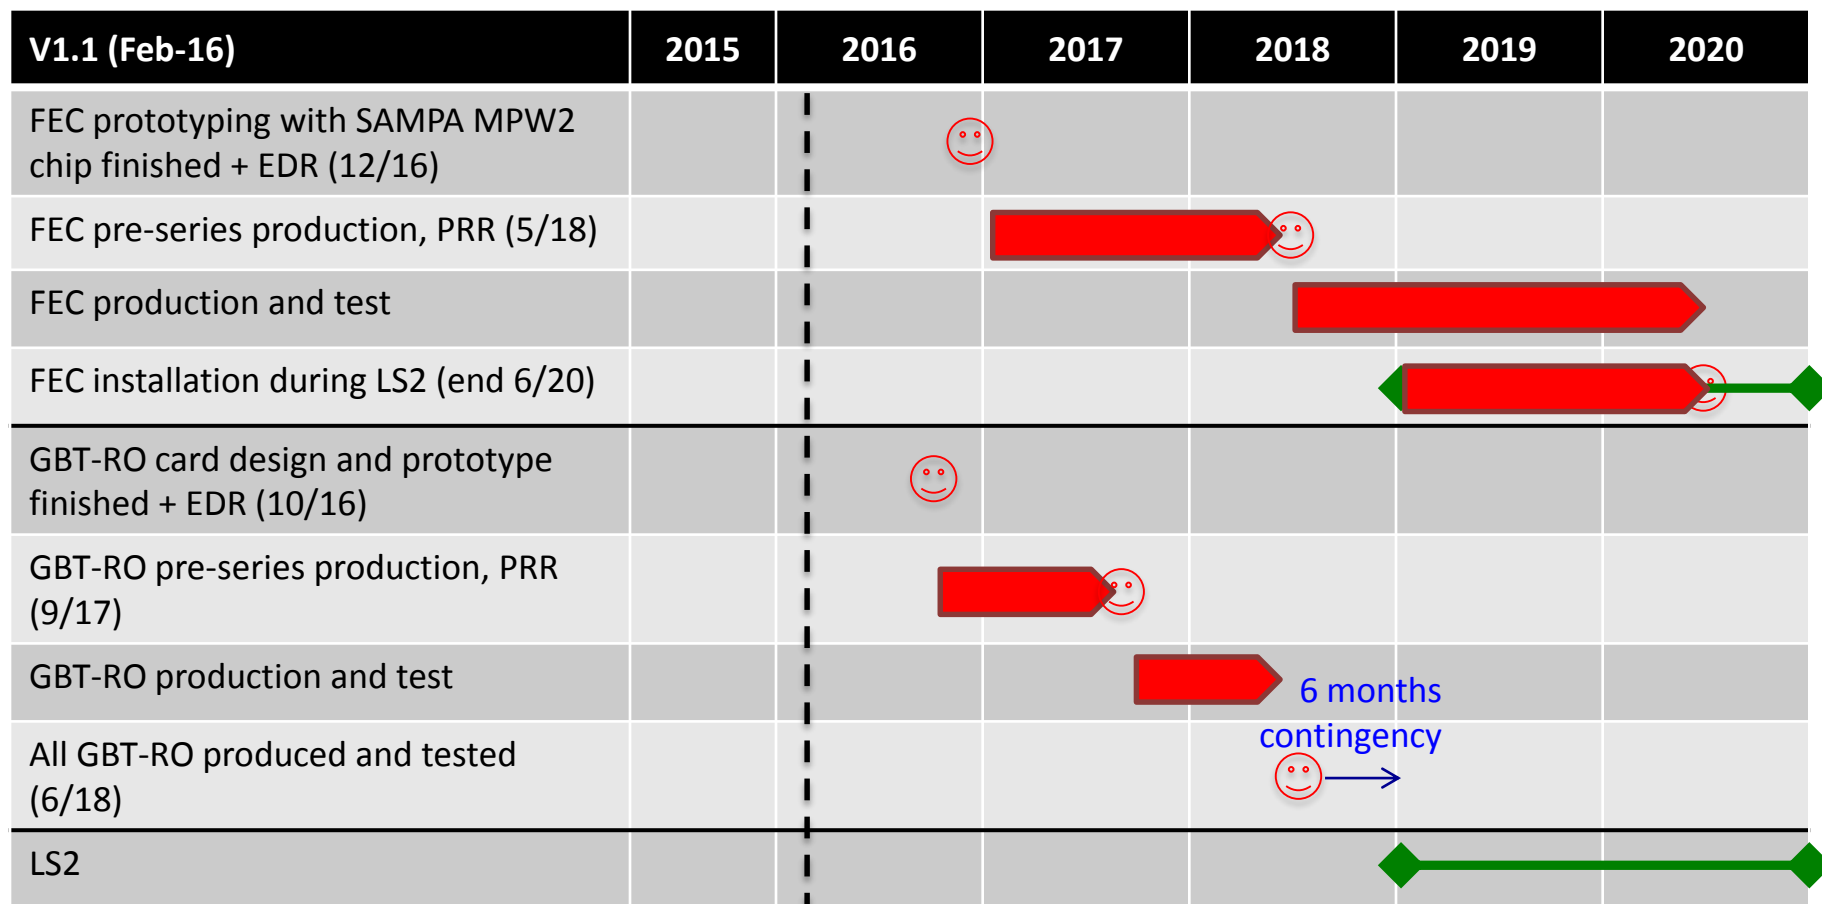 V1.1 (Feb-16) 2015 2016 2017 2018 2019 2020
FEC prototyping with SAMPA MPW2
chip finished + EDR (12/16)
FEC pre-series production, PRR (5/18)
FEC production and test
FEC installation during LS2 (end 6/20)
GBT-RO card design and prototype
finished + EDR (10/16)
GBT-RO pre-series production, PRR
(9/17)
GBT-RO production and test
6 months
contingency
All GBT-RO produced and tested
(6/18)
LS2